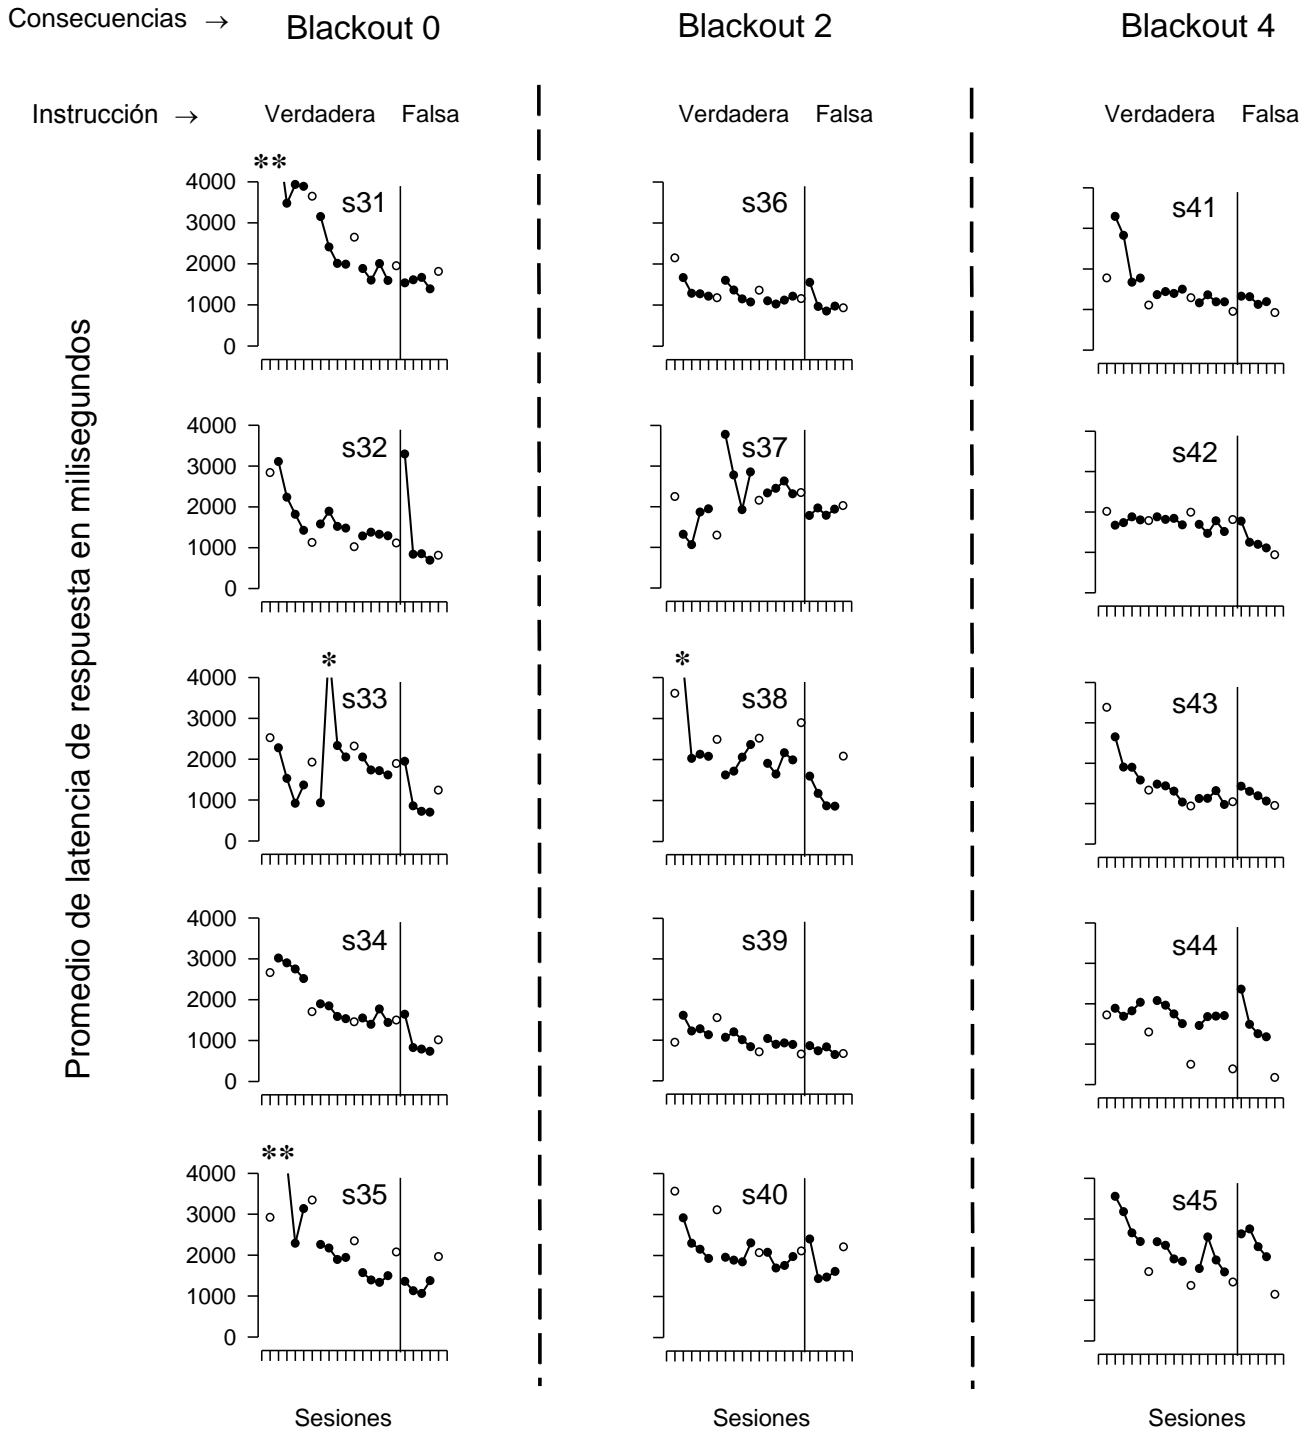 Consecuencias → Blackout 0 Blackout 2 Blackout 4
Instrucción → Verdadera Falsa Verdadera Falsa Verdadera Falsa
Promedio de latencia de respuesta en milisegundos
**
4000
3000
2000
1000
0
s31
s36
s41
4000
3000
2000
1000
0
s32
s37
s42
*
*
4000
3000
2000
1000
0
s33
s38
s43
4000
3000
2000
1000
0
s34
s39
s44
**
4000
3000
2000
1000
0
s35
s40
s45
Sesiones Sesiones Sesiones